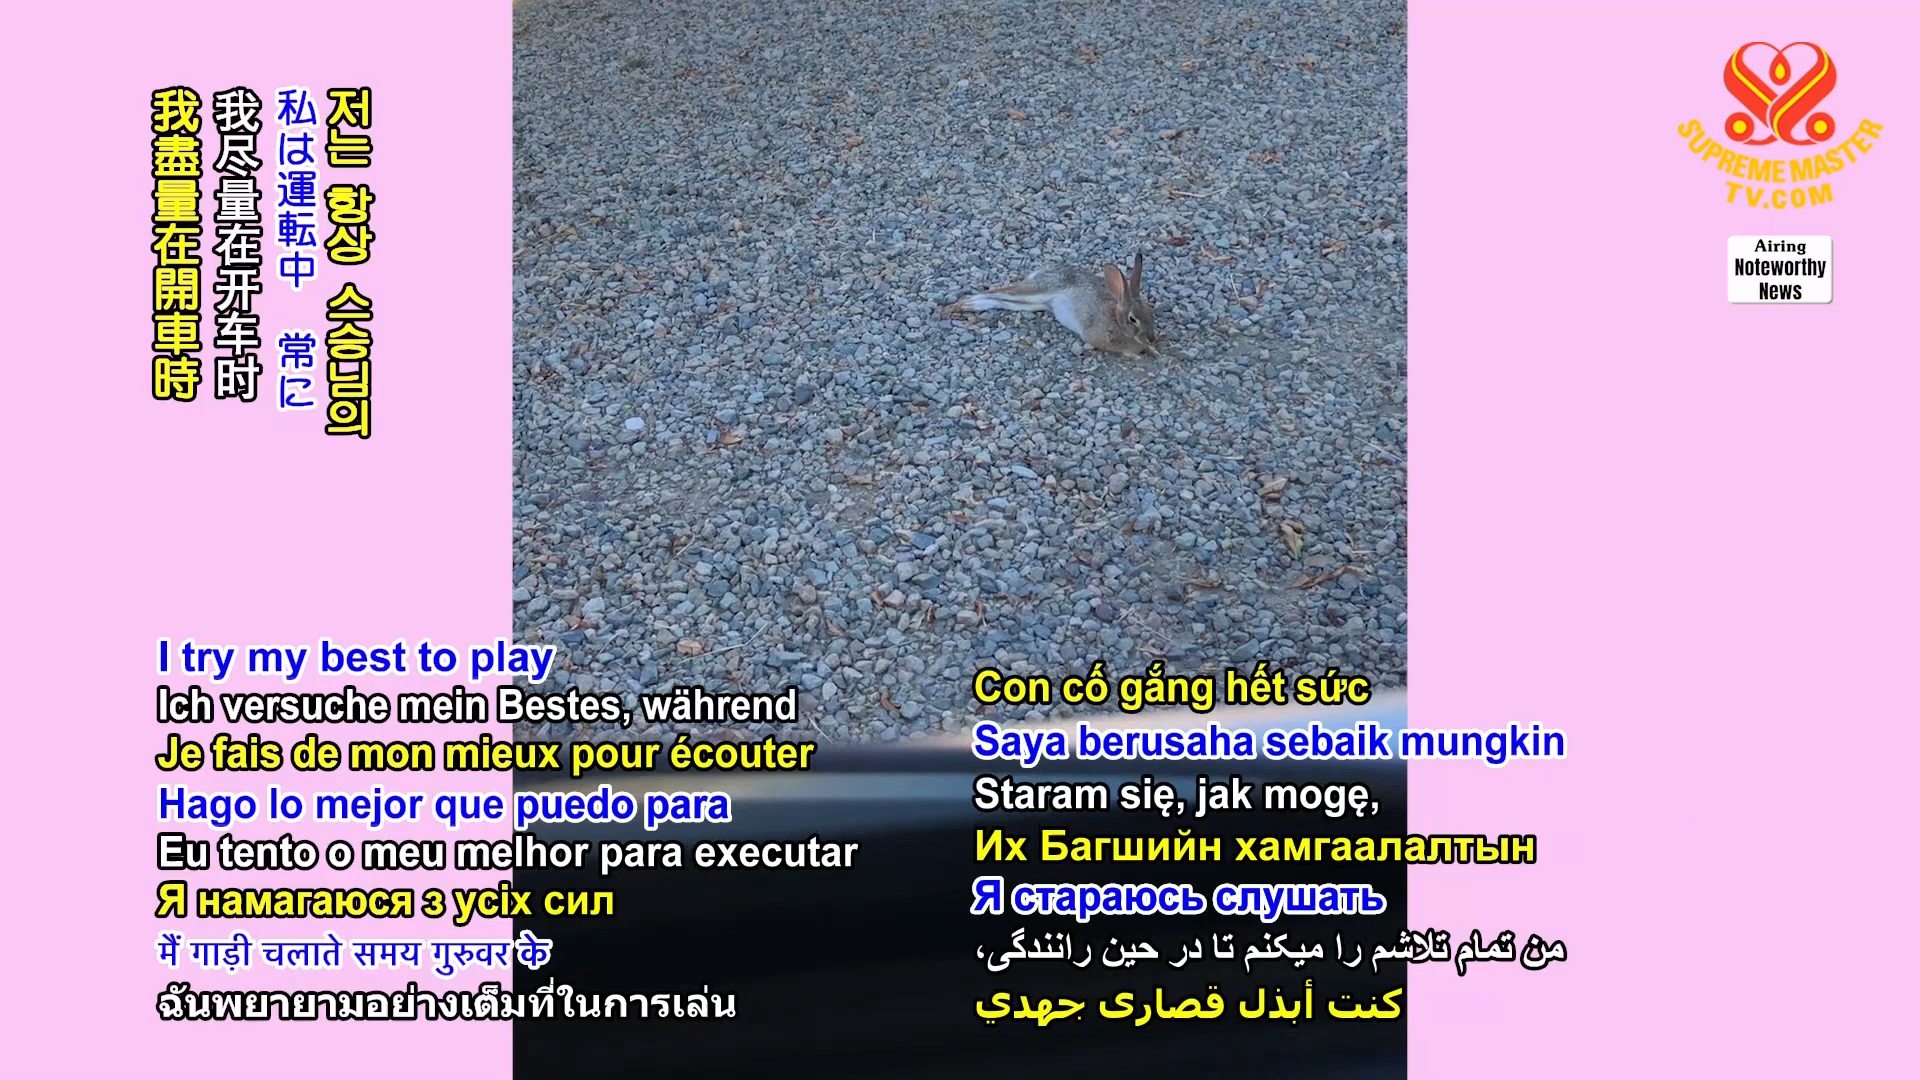 我盡量在開車時
我尽量在开车时
私は運転中 常に
저는 항상 스승님의
SUPREME MASTER
TV.COM
Airing
Noteworthy
News
I try my best to play
Ich versuche mein Bestes, während
Je fais de mon mieux pour écouter
Hago lo mejor que puedo para
Eu tento o meu melhor para executar
Я намагаюся з усіх сил
मैं गाड़ी चलाते समय गुरुवर के
ฉันพยายามอย่างเต็มที่ในการเล่น
Con cố gắng hết sức
Saya berusaha sebaik mungkin
Staram się, jak mogę,
Их Багшийн хамгаалалтын
Я стараюсь слушать
من تمام تلاشم را میکنم تا در حین رانندگی،
كنت أبذل قصارى جهدي